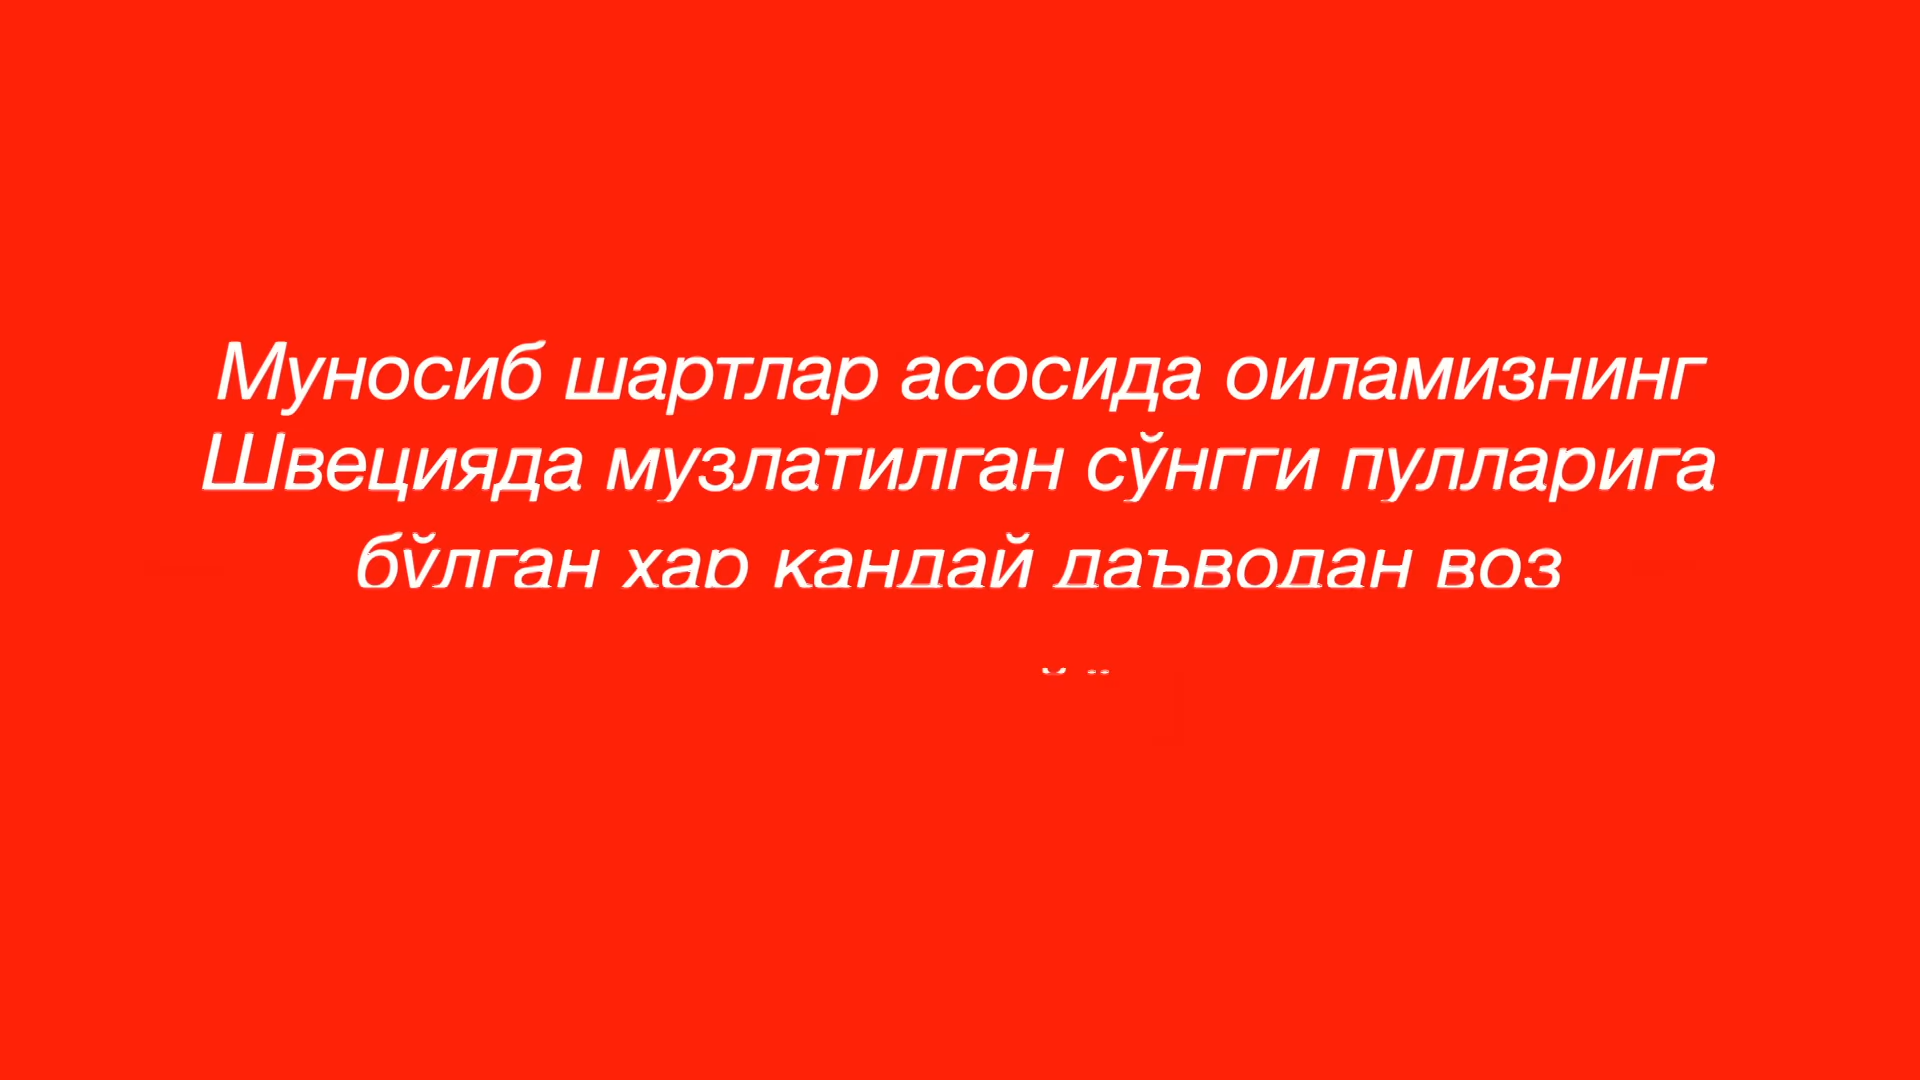 Муносиб шартлар асосида оиламизнинг
Швецияда музлатилган сўнгги пулларига
бўлган ҳар қандай даъводан воз